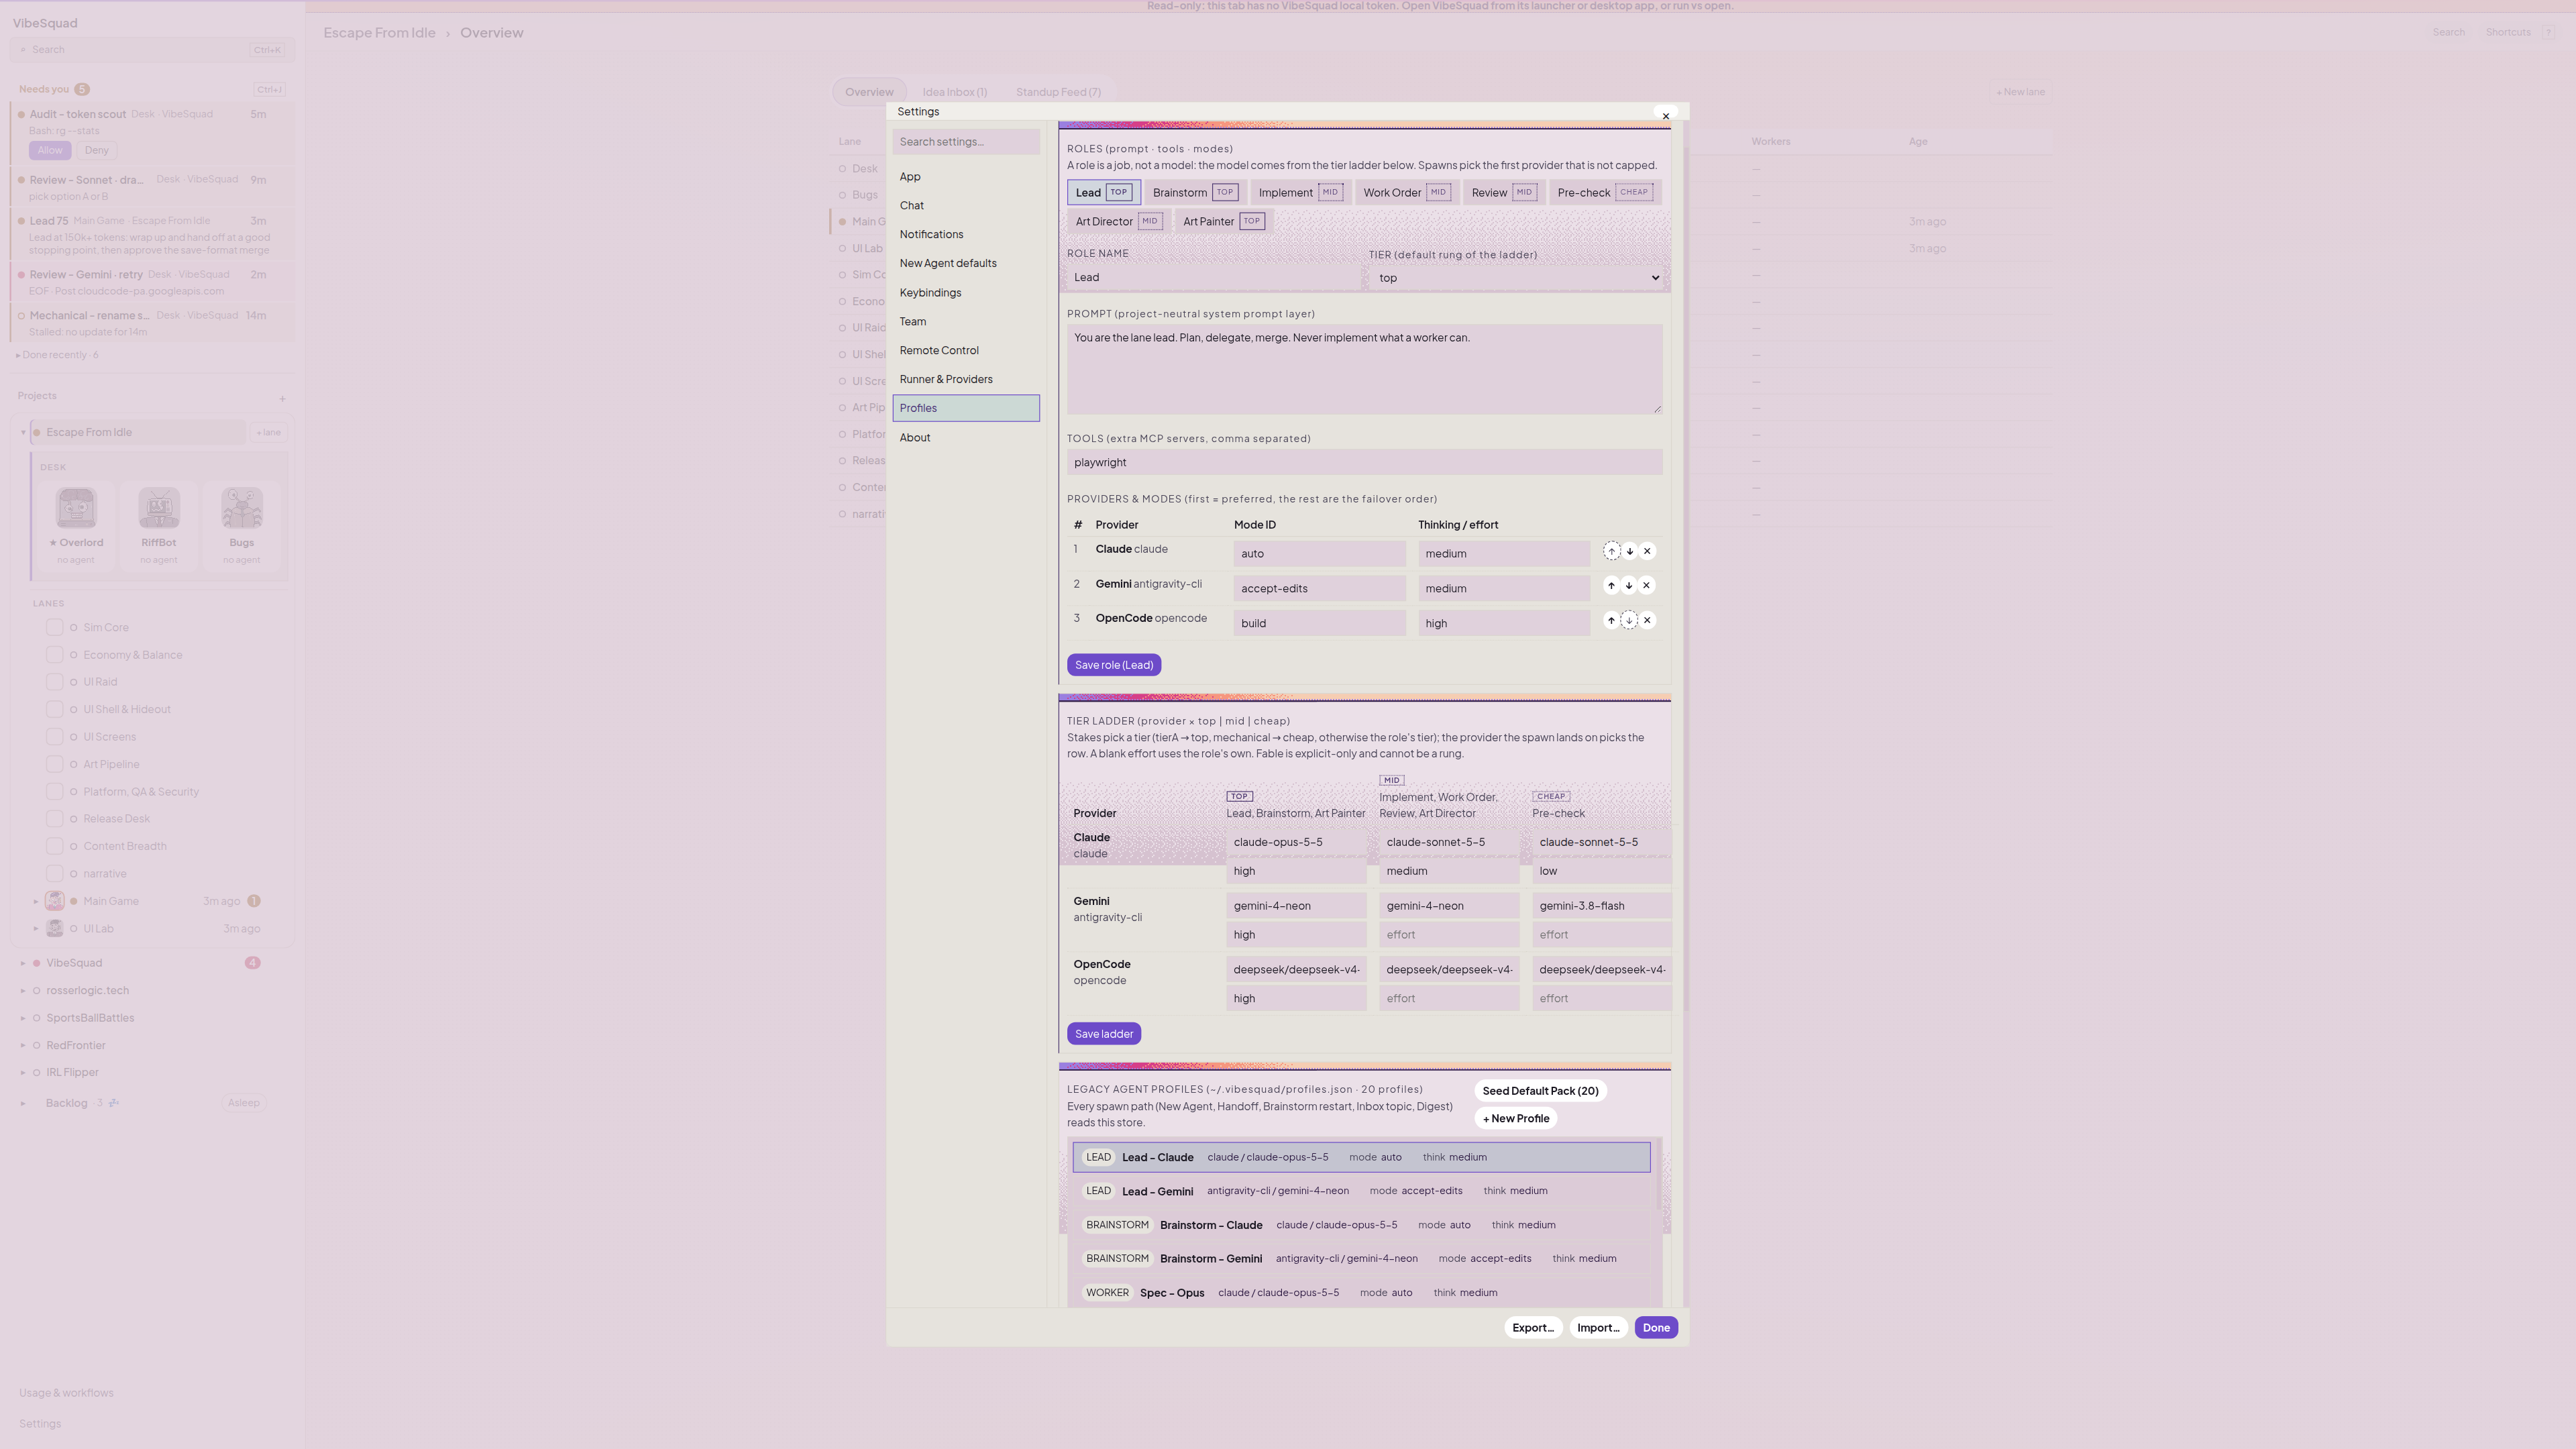 Read-only: this tab has no VibeSquad local token. Open VibeSquad from its launcher or desktop app, or run vs open.
VibeSquad
Search Ctrl+K
Needs you 5 Ctrl+J
Audit – token scout Desk · VibeSquad 5m
Bash: rg --stats
Allow Deny
Review – Sonnet · dra… Desk · VibeSquad 9m
pick option A or B
Lead 75 Main Game · Escape From Idle 3m
Lead at 150k+ tokens: wrap up and hand off at a good
stopping point, then approve the save-format merge
Review – Gemini · retry Desk · VibeSquad 2m
EOF · Post cloudcode-pa.googleapis.com
Mechanical – rename s… Desk · VibeSquad 14m
Stalled: no update for 14m
▸ Done recently · 6
Projects +
▾ Escape From Idle + lane
DESK
★ Overlord RiffBot Bugs
no agent no agent no agent
LANES
Sim Core
Economy & Balance
UI Raid
UI Shell & Hideout
UI Screens
Art Pipeline
Platform, QA & Security
Release Desk
Content Breadth
narrative
▸ Main Game 3m ago 1
▸ UI Lab 3m ago
▸ VibeSquad 4
▸ rosserlogic.tech
▸ SportsBallBattles
▸ RedFrontier
▸ IRL Flipper
▸ Backlog · 3 💤 Asleep
Usage & workflows
Settings
Escape From Idle › Overview
Search Shortcuts ?
Overview Idea Inbox (1) Standup Feed (7) + New lane
Lane Workers Age
Desk —
Bugs —
Main G — 3m ago
UI Lab — 3m ago
Sim Co —
Econo —
UI Raid —
UI Shel —
UI Scre —
Art Pip —
Platfor —
Releas —
Conte —
narrati —
Settings ×
Search settings…
App
Chat
Notifications
New Agent defaults
Keybindings
Team
Remote Control
Runner & Providers
Profiles
About
ROLES (prompt · tools · modes)
A role is a job, not a model: the model comes from the tier ladder below. Spawns pick the first provider that is not capped.
Lead TOP Brainstorm TOP Implement MID Work Order MID Review MID Pre-check CHEAP
Art Director MID Art Painter TOP
ROLE NAME TIER (default rung of the ladder)
Lead top
PROMPT (project-neutral system prompt layer)
You are the lane lead. Plan, delegate, merge. Never implement what a worker can.
TOOLS (extra MCP servers, comma separated)
playwright
PROVIDERS & MODES (first = preferred, the rest are the failover order)
# Provider Mode ID Thinking / effort
1 Claude claude auto medium ↑ ↓ ×
2 Gemini antigravity-cli accept-edits medium ↑ ↓ ×
3 OpenCode opencode build high ↑ ↓ ×
Save role (Lead)
TIER LADDER (provider × top | mid | cheap)
Stakes pick a tier (tierA → top, mechanical → cheap, otherwise the role's tier); the provider the spawn lands on picks the
row. A blank effort uses the role's own. Fable is explicit-only and cannot be a rung.
Provider TOP Lead, Brainstorm, Art Painter
MID Implement, Work Order,
Review, Art Director
CHEAP Pre-check
Claude claude-opus-5-5 claude-sonnet-5-5 claude-sonnet-5-5
claude high medium low
Gemini gemini-4-neon gemini-4-neon gemini-3.8-flash
antigravity-cli high effort effort
OpenCode deepseek/deepseek-v4- deepseek/deepseek-v4- deepseek/deepseek-v4-
opencode high effort effort
Save ladder
LEGACY AGENT PROFILES (~/.vibesquad/profiles.json · 20 profiles) Seed Default Pack (20)
Every spawn path (New Agent, Handoff, Brainstorm restart, Inbox topic, Digest)
reads this store.
+ New Profile
LEAD Lead – Claude claude / claude-opus-5-5 mode auto think medium
LEAD Lead – Gemini antigravity-cli / gemini-4-neon mode accept-edits think medium
BRAINSTORM Brainstorm – Claude claude / claude-opus-5-5 mode auto think medium
BRAINSTORM Brainstorm – Gemini antigravity-cli / gemini-4-neon mode accept-edits think medium
WORKER Spec – Opus claude / claude-opus-5-5 mode auto think medium
Export… Import… Done